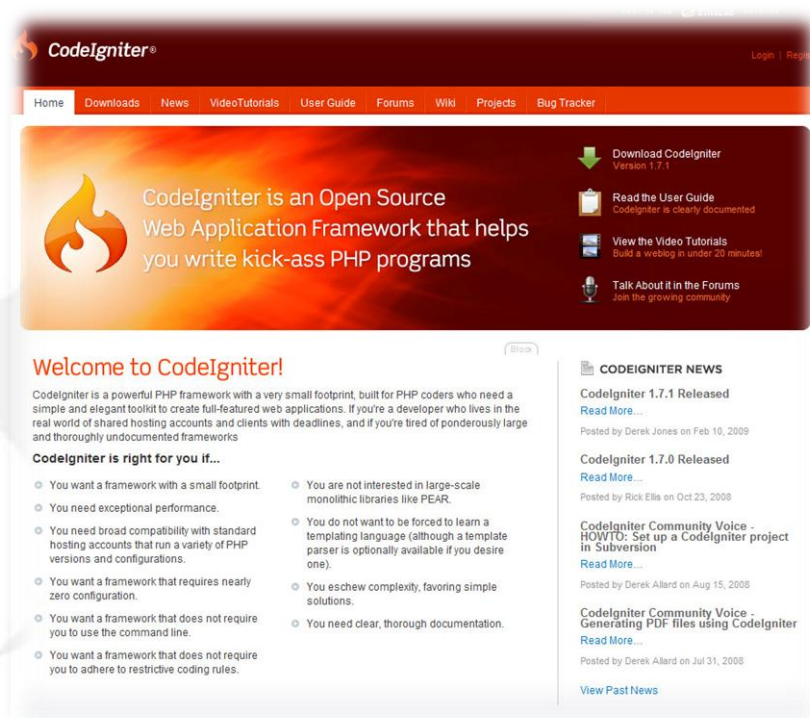 CodeIgniter®
Login | Regis
Home Downloads News VideoTutorials User Guide Forums Wiki Projects Bug Tracker
CodeIgniter is an Open Source
Web Application Framework that helps
you write kick-ass PHP programs
Download CodeIgniter
Version 1.7.1
Read the User Guide
CodeIgniter is clearly documented
View the Video Tutorials
Build a weblog in under 20 minutes!
Talk About it in the Forums
Join the growing community
Welcome to CodeIgniter!
CodeIgniter is a powerful PHP framework with a very small footprint, built for PHP coders who need a
simple and elegant toolkit to create full-featured web applications. If you're a developer who lives in the
real world of shared hosting accounts and clients with deadlines, and if you're tired of ponderously large
and thoroughly undocumented frameworks
CodeIgniter is right for you if...
You want a framework with a small footprint.
You need exceptional performance.
You need broad compatibility with standard
hosting accounts that run a variety of PHP
versions and configurations.
You want a framework that requires nearly
zero configuration.
You want a framework that does not require
you to use the command line.
You want a framework that does not require
you to adhere to restrictive coding rules.
You are not interested in large-scale
monolithic libraries like PEAR.
You do not want to be forced to learn a
templating language (although a template
parser is optionally available if you desire
one).
You eschew complexity, favoring simple
solutions.
You need clear, thorough documentation.
CODEIGNITER NEWS
CodeIgniter 1.7.1 Released
Read More...
Posted by Derek Jones on Feb 10, 2009
CodeIgniter 1.7.0 Released
Read More...
Posted by Rick Ellis on Oct 23, 2008
CodeIgniter Community Voice -
HOWTO: Set up a CodeIgniter project
in Subversion
Read More...
Posted by Derek Allard on Aug 15, 2008
CodeIgniter Community Voice -
Generating PDF files using CodeIgniter
Read More...
Posted by Derek Allard on Jul 31, 2008
View Past News